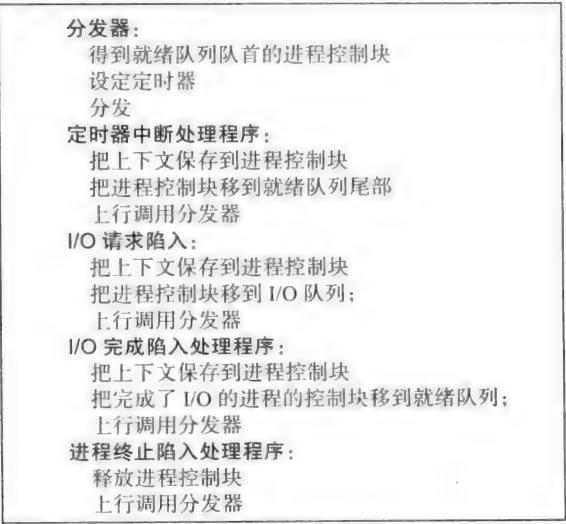 分发器：
得到就绪队列队首的进程控制块
设定定时器
分发
定时器中断处理程序：
把上下文保存到进程控制块
把进程控制块移到就绪队列尾部
上行调用分发器
I/O 请求陷入：
把上下文保存到进程控制块
把进程控制块移到 I/O 队列；
上行调用分发器
I/O 完成陷入处理程序：
把上下文保存到进程控制块
把完成了 I/O 的进程的控制块移到就绪队列；
上行调用分发器
进程终止陷入处理程序：
释放进程控制块
上行调用分发器